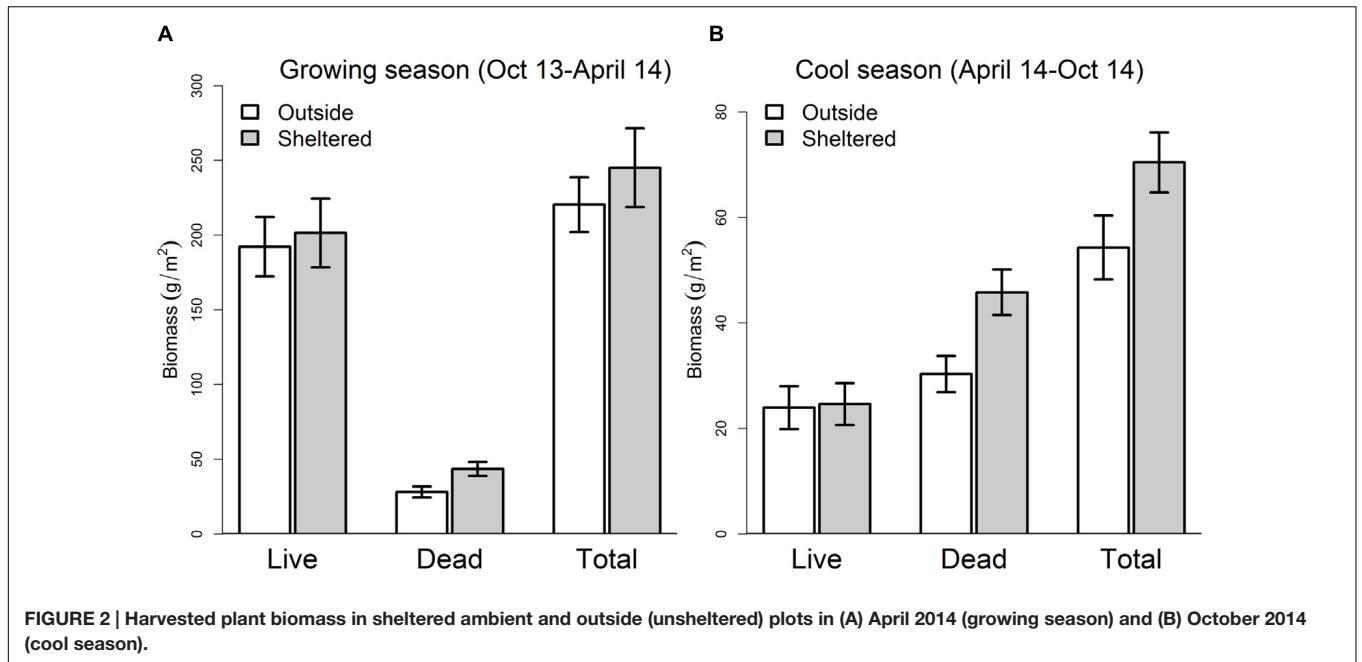 A
Growing season (Oct 13-April 14)
Outside
Sheltered
300
250
200
150
100
50
0
Biomass (g/m²)
Live Dead Total
B
Cool season (April 14-Oct 14)
Outside
Sheltered
80
60
40
20
0
Biomass (g/m²)
Live Dead Total
FIGURE 2 | Harvested plant biomass in sheltered ambient and outside (unsheltered) plots in (A) April 2014 (growing season) and (B) October 2014
(cool season).